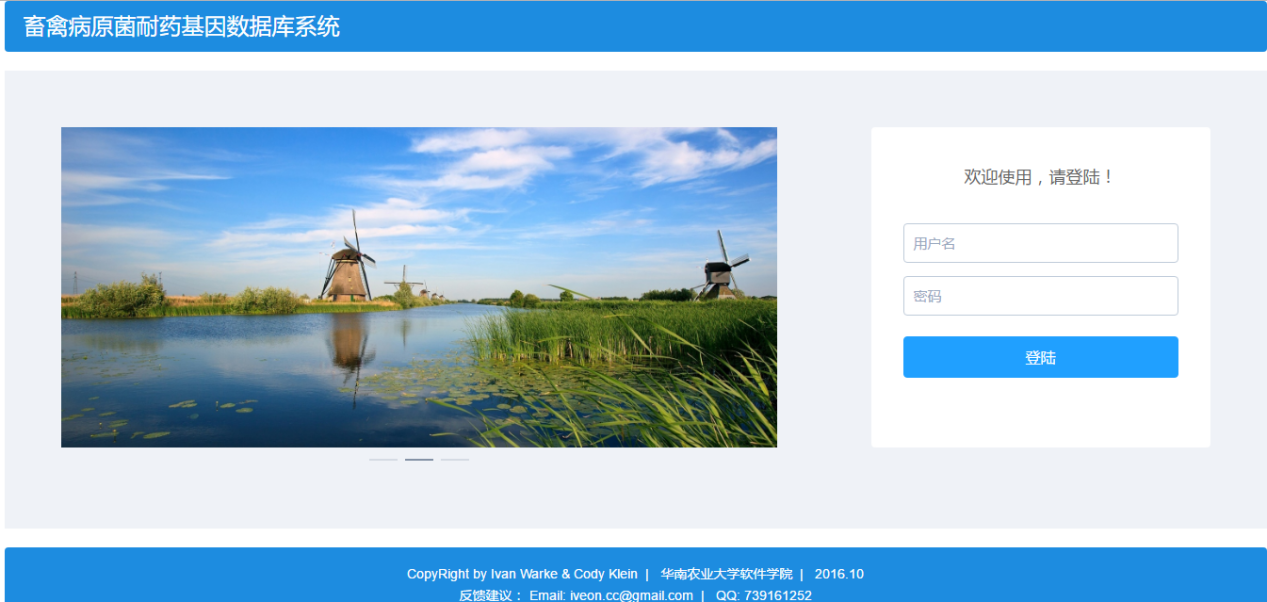 畜禽病原菌耐药基因数据库系统
欢迎使用，请登陆！
用户名
密码
登陆
CopyRight by Ivan Warke & Cody Klein | 华南农业大学软件学院 | 2016.10
反馈建议： Email: iveon.cc@gmail.com | QQ: 739161252